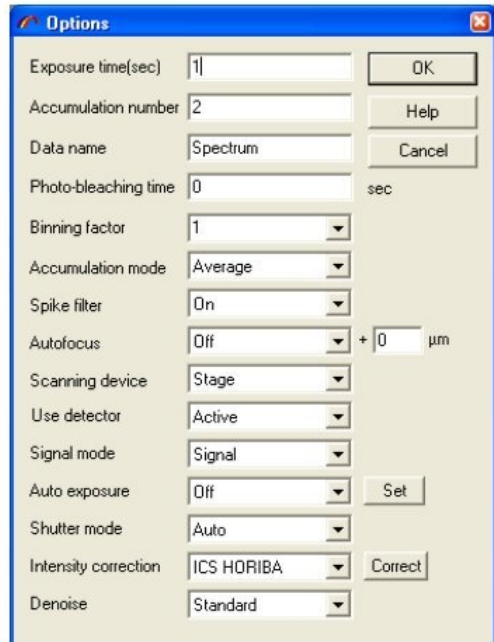 Options
Exposure time(sec) 1 OK
Accumulation number 2 Help
Data name Spectrum Cancel
Photo-bleaching time 0 sec
Binning factor 1
Accumulation mode Average
Spike filter On
Autofocus Off + 0 µm
Scanning device Stage
Use detector Active
Signal mode Signal
Auto exposure Off Set
Shutter mode Auto
Intensity correction ICS HORIBA Correct
Denoise Standard